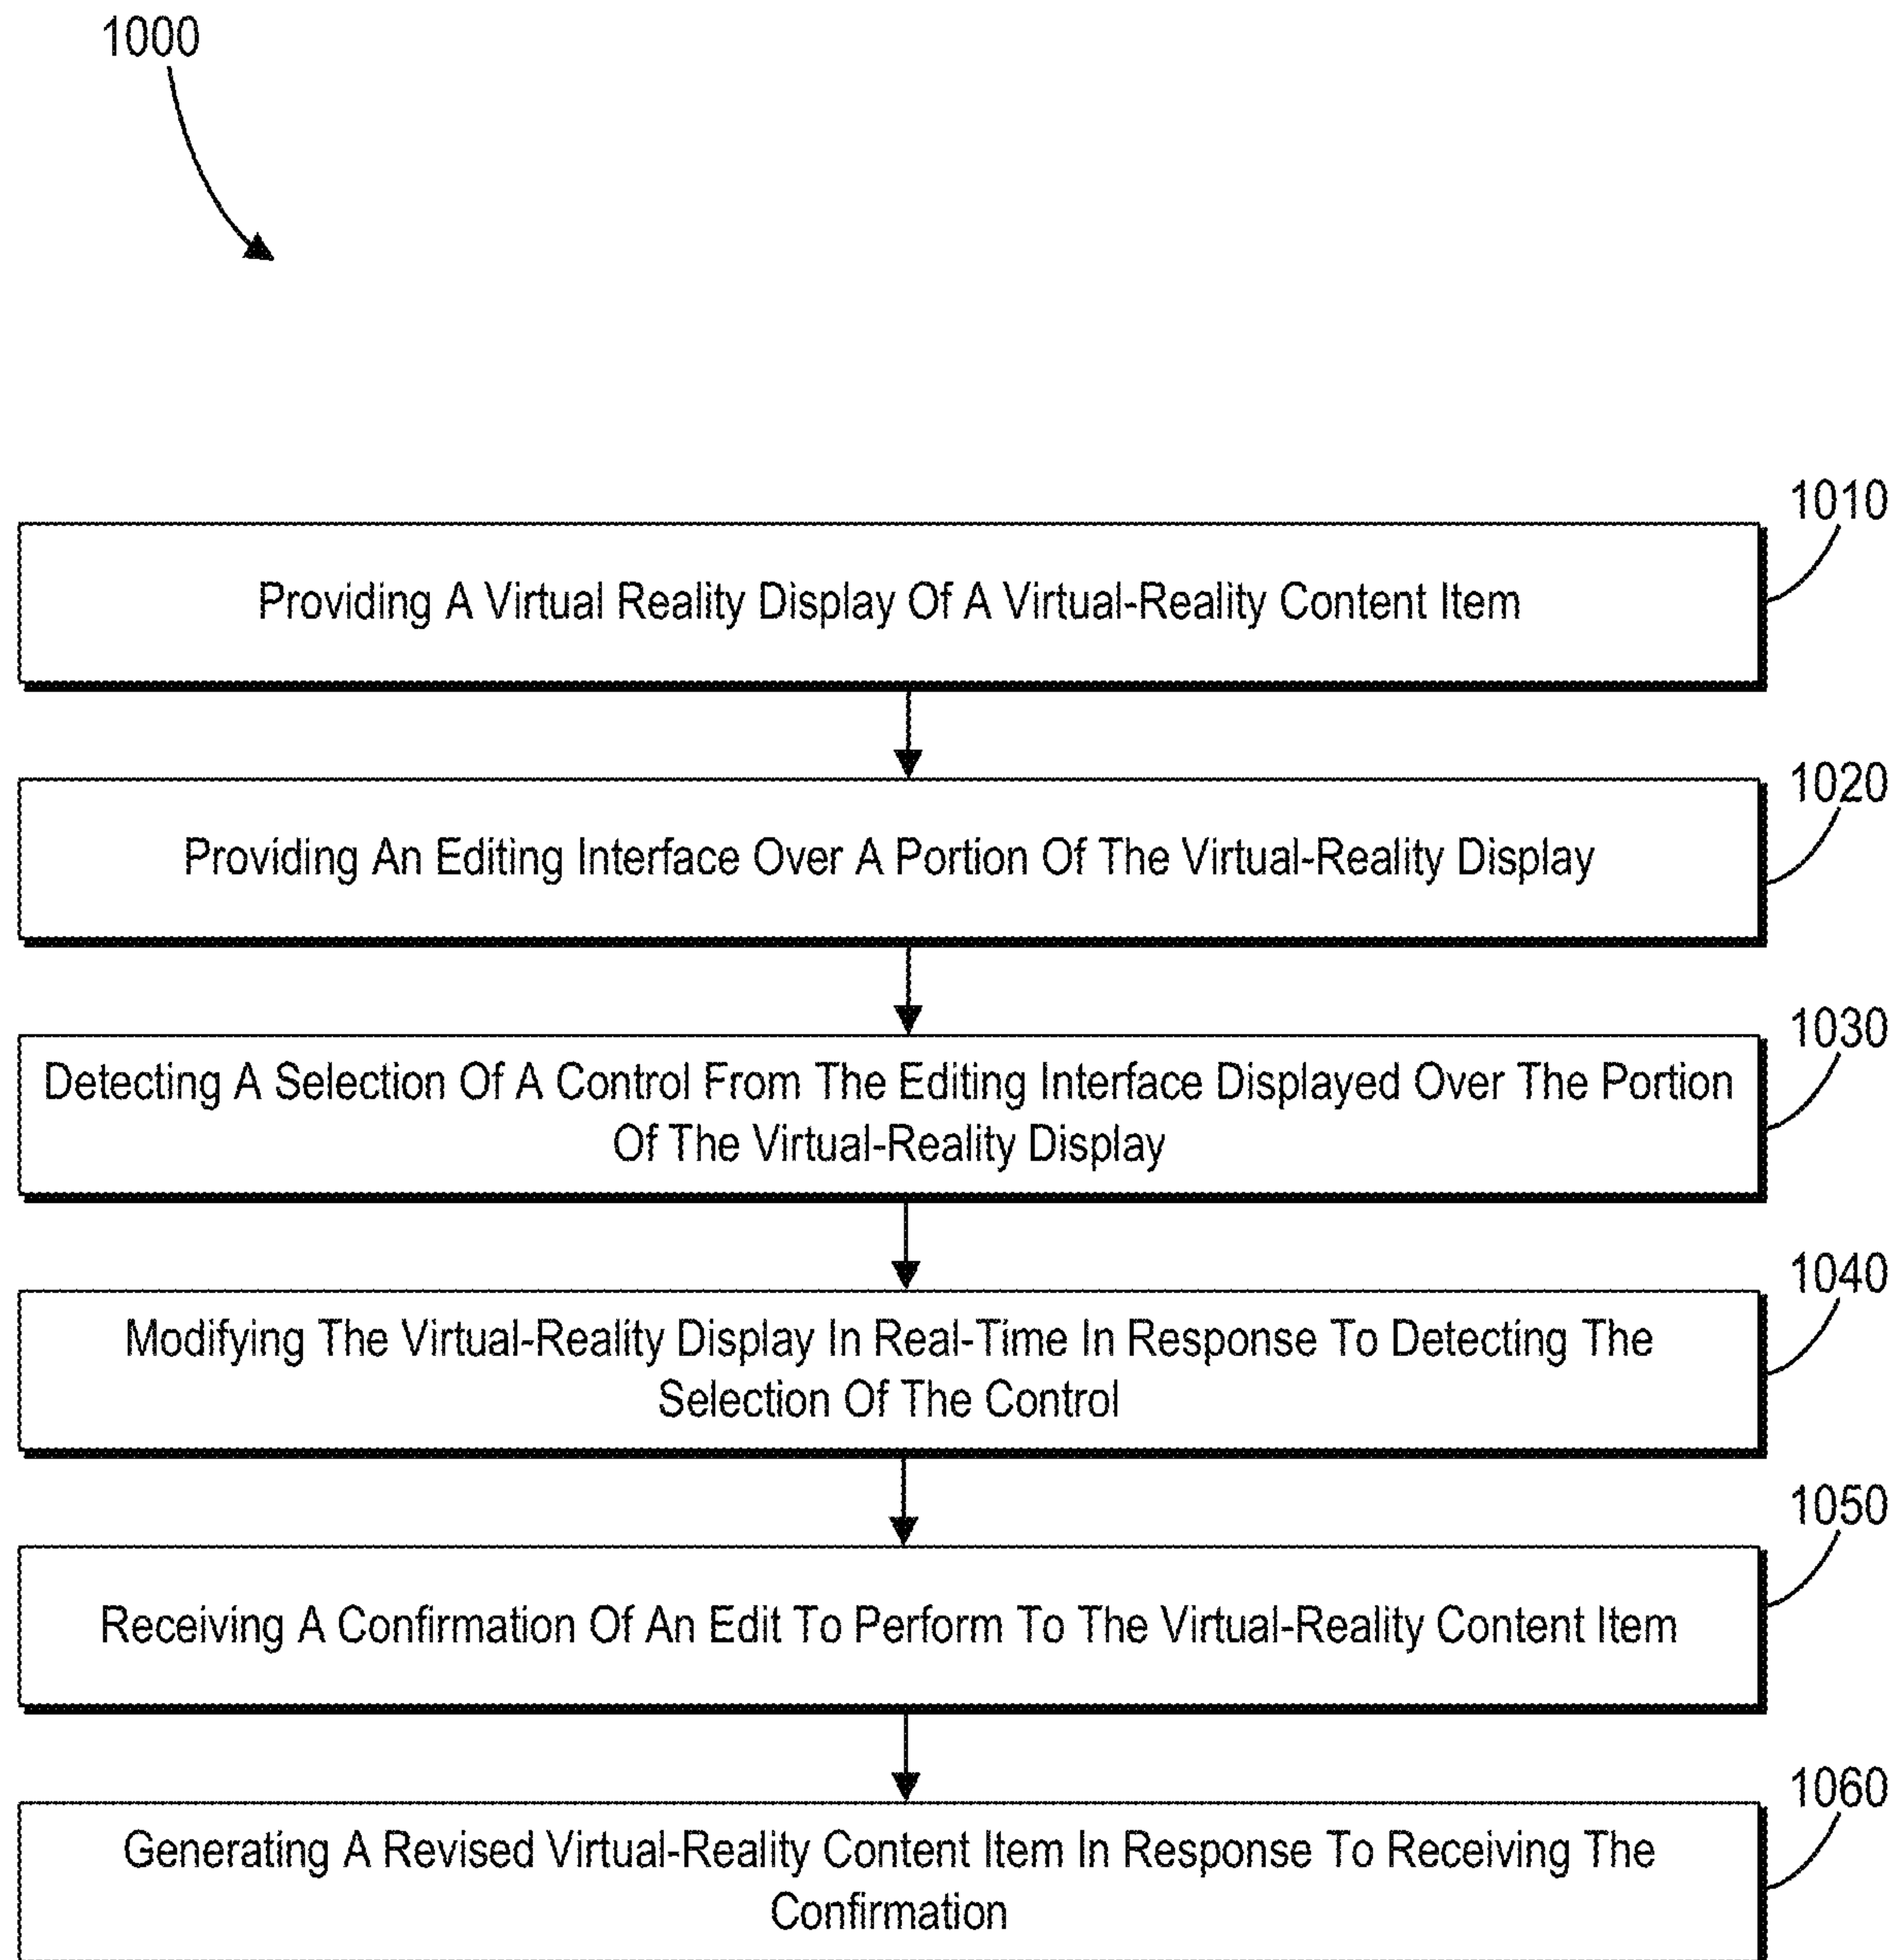 1000
1010
Providing A Virtual Reality Display Of A Virtual-Reality Content Item
1020
Providing An Editing Interface Over A Portion Of The Virtual-Reality Display
1030
Detecting A Selection Of A Control From The Editing Interface Displayed Over The Portion
Of The Virtual-Reality Display
1040
Modifying The Virtual-Reality Display In Real-Time In Response To Detecting The
Selection Of The Control
1050
Receiving A Confirmation Of An Edit To Perform To The Virtual-Reality Content Item
1060
Generating A Revised Virtual-Reality Content Item In Response To Receiving The
Confirmation